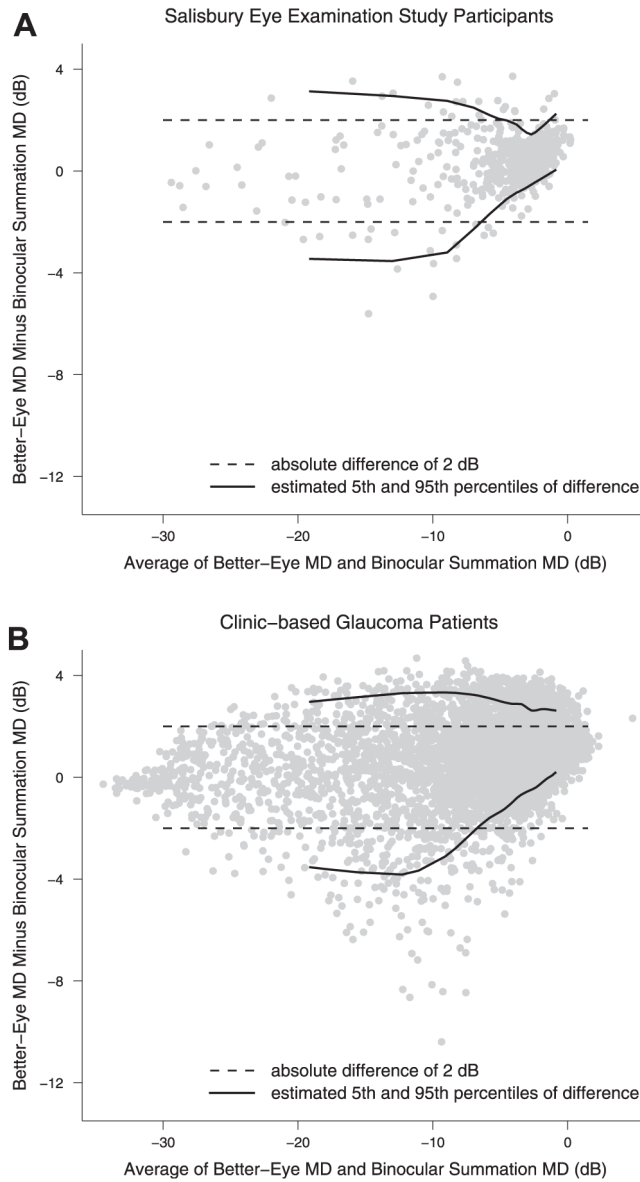 A
Salisbury Eye Examination Study Participants
Better−Eye MD Minus Binocular Summation MD (dB)
4
0
−4
−8
−12
absolute difference of 2 dB
estimated 5th and 95th percentiles of difference
−30 −20 −10 0
Average of Better−Eye MD and Binocular Summation MD (dB)
B
Clinic−based Glaucoma Patients
Better−Eye MD Minus Binocular Summation MD (dB)
4
0
−4
−8
−12
absolute difference of 2 dB
estimated 5th and 95th percentiles of difference
−30 −20 −10 0
Average of Better−Eye MD and Binocular Summation MD (dB)